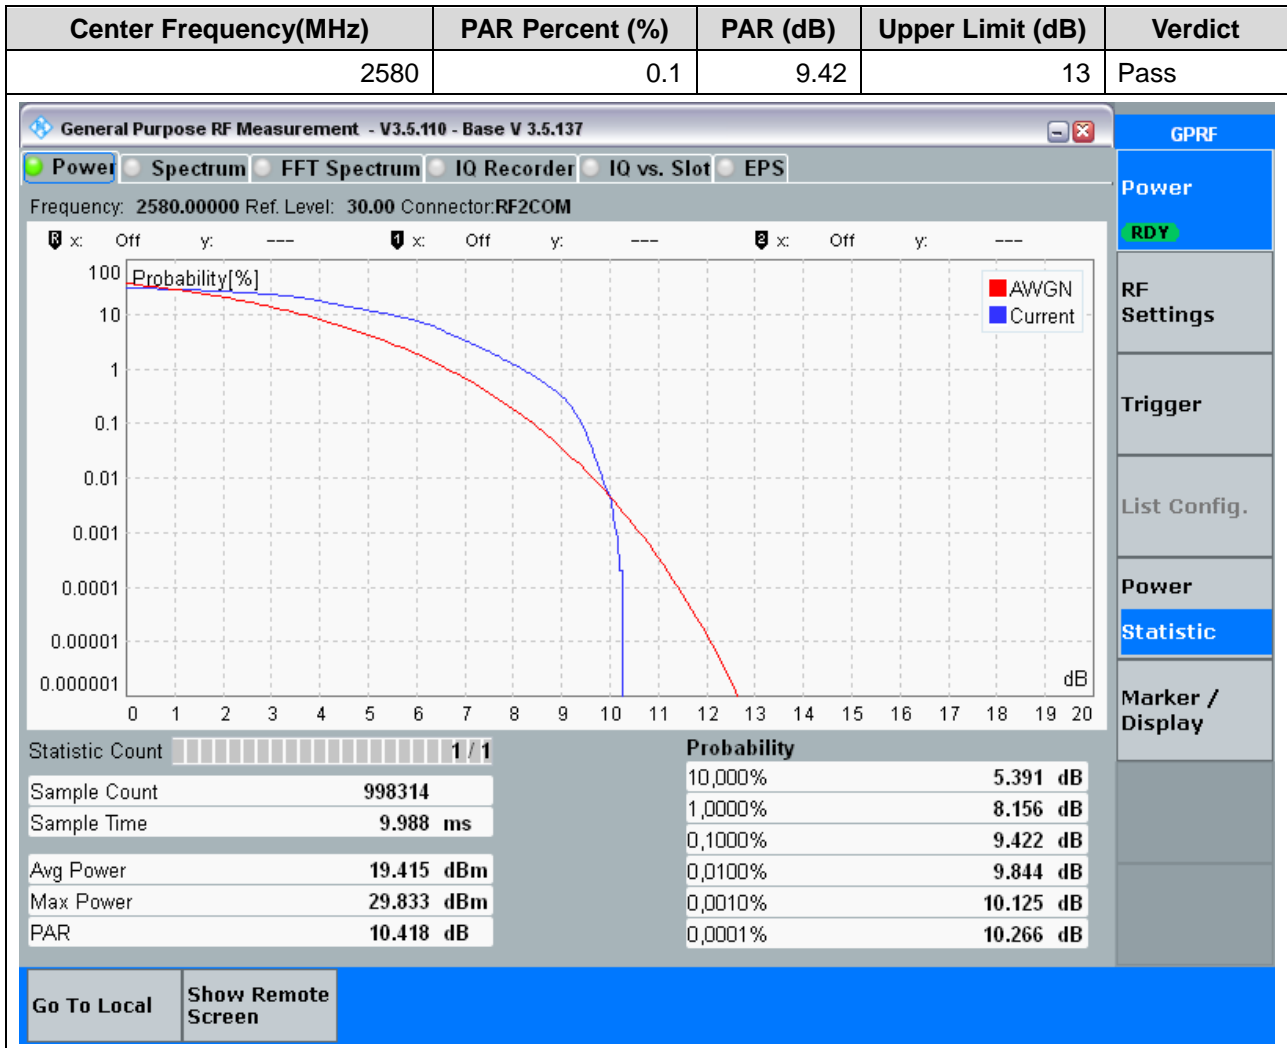 Center Frequency(MHz) PAR Percent (%) PAR (dB) Upper Limit (dB) Verdict
2580 0.1 9.42 13 Pass
General Purpose RF Measurement - V3.5.110 - Base V 3.5.137
GPRF
Power Spectrum FFT Spectrum IQ Recorder IQ vs. Slot EPS
Frequency: 2580.00000 Ref. Level: 30.00 Connector:RF2COM
R x: Off y: --- 1 x: Off y: --- 2 x: Off y: ---
Probability[%]
AWGN
Current
100
10
1
0.1
0.01
0.001
0.0001
0.00001
0.000001
dB
0 1 2 3 4 5 6 7 8 9 10 11 12 13 14 15 16 17 18 19 20
Statistic Count 1 / 1
Sample Count 998314
Sample Time 9.988 ms
Avg Power 19.415 dBm
Max Power 29.833 dBm
PAR 10.418 dB
Probability
10,000% 5.391 dB
1,0000% 8.156 dB
0,1000% 9.422 dB
0,0100% 9.844 dB
0,0010% 10.125 dB
0,0001% 10.266 dB
Power
RDY
RF
Settings
Trigger
List Config.
Power
Statistic
Marker /
Display
Go To Local
Show Remote
Screen